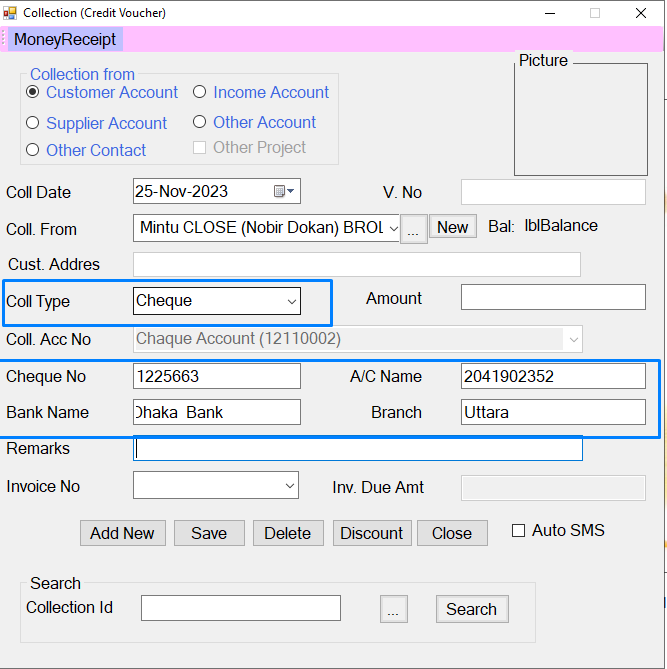 Collection (Credit Voucher)
MoneyReceipt
Collection from
Customer Account Income Account
Supplier Account Other Account
Other Contact Other Project
Picture
Coll Date 25-Nov-2023 V. No
Coll. From Mintu CLOSE (Nobir Dokan) BROL ... New Bal: lblBalance
Cust. Addres
Coll Type Cheque Amount
Coll. Acc No Chaque Account (12110002)
Cheque No 1225663 A/C Name 2041902352
Bank Name Dhaka Bank Branch Uttara
Remarks
Invoice No Inv. Due Amt
Add New Save Delete Discount Close Auto SMS
Search
Collection Id ... Search